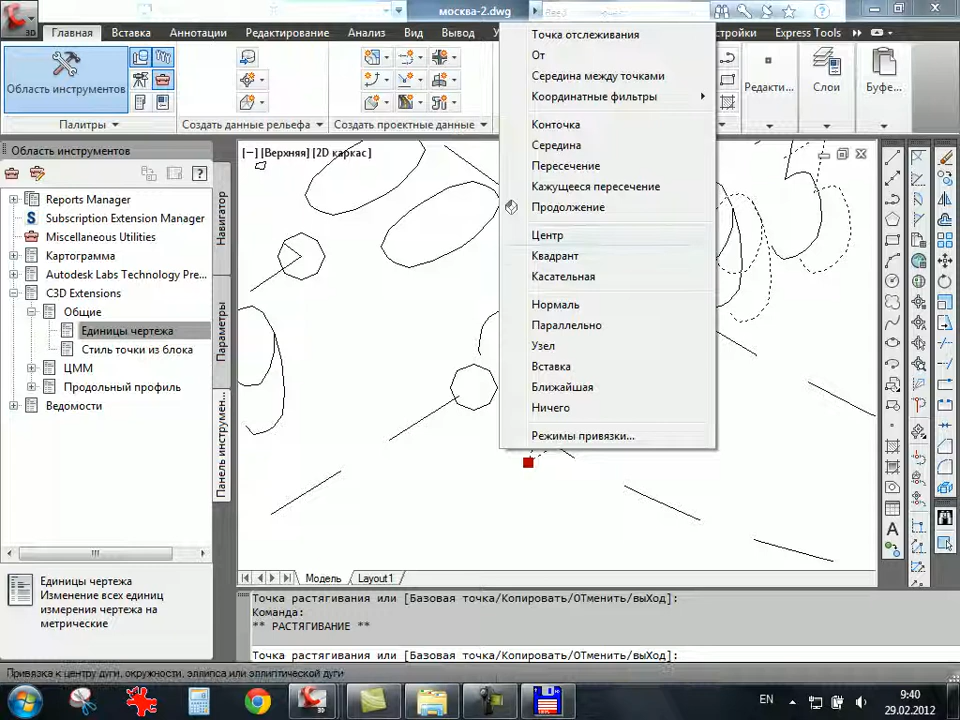 москва-2.dwg
Главная Вставка Аннотации Редактирование Анализ Вид Вывод
стройки Express Tools
Область инструментов
Редакти...
Слои
Буфе...
Палитры
Создать данные рельефа
Создать проектные данные
Точка отслеживания
От
Середина между точками
Координатные фильтры
Конточка
Середина
Пересечение
Кажущееся пересечение
Продолжение
Центр
Квадрант
Касательная
Нормаль
Параллельно
Узел
Вставка
Ближайшая
Ничего
Режимы привязки...
Область инструментов
[−][Верхняя][2D каркас]
Reports Manager
Subscription Extension Manager
Miscellaneous Utilities
Картография
Autodesk Labs Technology Pre...
C3D Extensions
Общие
Единицы чертежа
Стиль точки из блока
ЦММ
Продольный профиль
Ведомости
Навигатор
Параметры
Панель инструмен...
Единицы чертежа
Изменение всех единиц
измерения чертежа на
метрические
Модель Layout1
Точка растягивания или [Базовая точка/Копировать/ОТменить/выХод]:
Команда:
** РАСТЯГИВАНИЕ **
Точка растягивания или [Базовая точка/Копировать/ОТменить/выХод]:
Привязка к центру дуги, окружности, эллипса или эллиптической дуги
3D
EN
9:40
29.02.2012